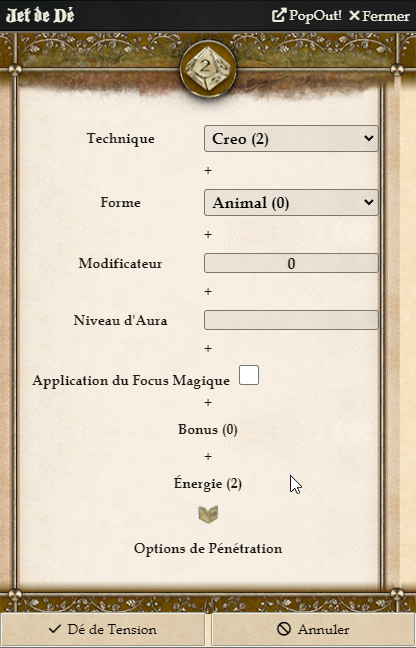 Jet de Dé PopOut! Fermer
2
Technique Creo (2)
+
Forme Animal (0)
+
Modificateur 0
+
Niveau d'Aura
+
Application du Focus Magique
+
Bonus (0)
+
Énergie (2)
Options de Pénétration
Dé de Tension Annuler